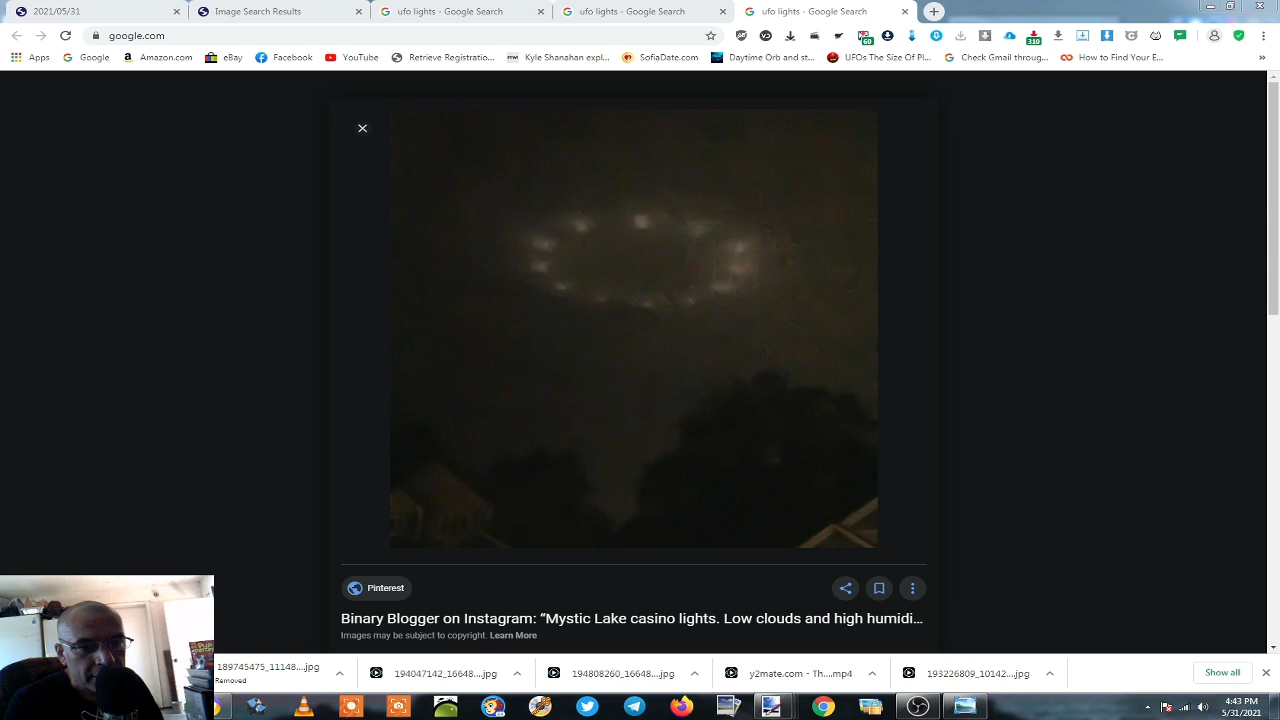 2021/05/31
Image Search Results
ufo lights - Google Search
ufo lights - Google Search
ufo lights - Google Search
google.com
60
310
Apps
Google
Amazon.com
eBay
Facebook
YouTube
Retrieve Registratio...
Kyle Shanahan expl...
SofiaDate.com
Daytime Orb and st...
UFOs The Size Of Pl...
Check Gmail throug...
How to Find Your E...
Pinterest
Binary Blogger on Instagram: “Mystic Lake casino lights. Low clouds and high humidi...
Images may be subject to copyright. Learn More
189745475_11148....jpg
Removed
194047142_16648....jpg
194808260_16648....jpg
y2mate.com - Th....mp4
193226809_10142....jpg
Show all
4:43 PM
5/31/2021